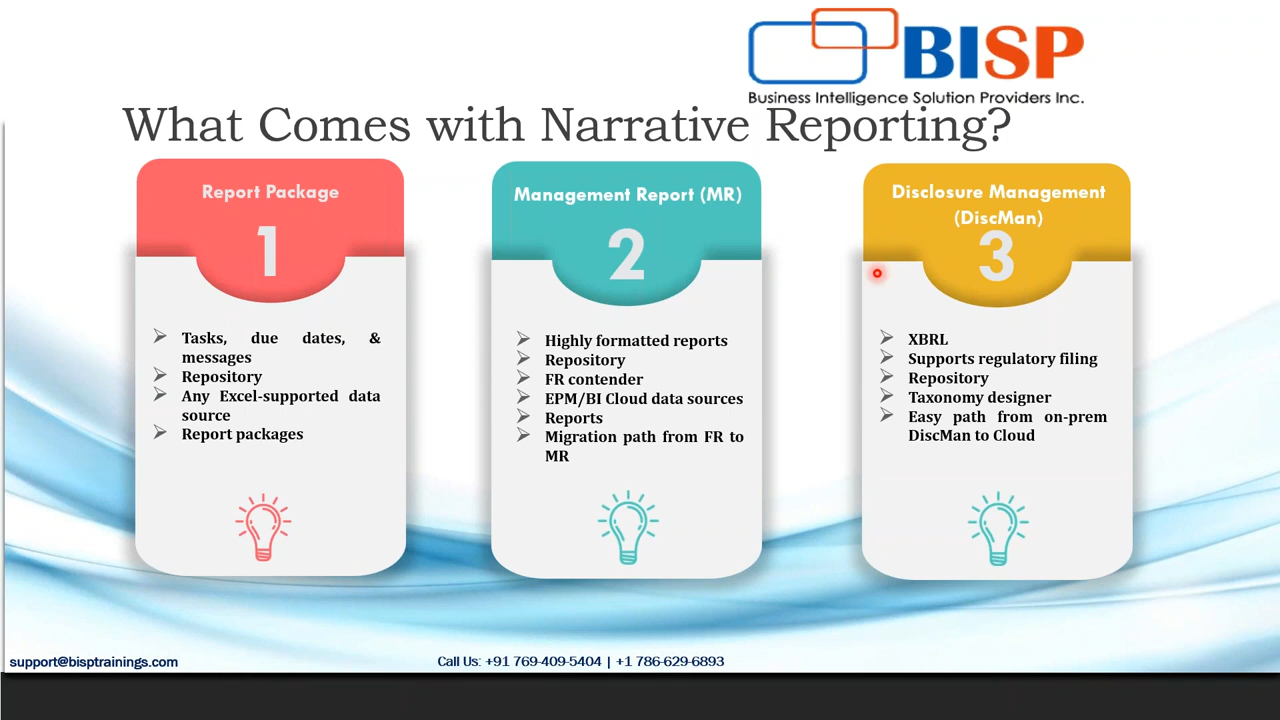 BISP
Business Intelligence Solution Providers Inc.
What Comes with Narrative Reporting?
Report Package
1
Tasks, due dates, &
messages
Repository
Any Excel-supported data
source
Report packages
Management Report (MR)
2
Highly formatted reports
Repository
FR contender
EPM/BI Cloud data sources
Reports
Migration path from FR to
MR
Disclosure Management
(DiscMan)
3
XBRL
Supports regulatory filing
Repository
Taxonomy designer
Easy path from on-prem
DiscMan to Cloud
support@bisptrainings.com
Call Us: +91 769-409-5404 | +1 786-629-6893